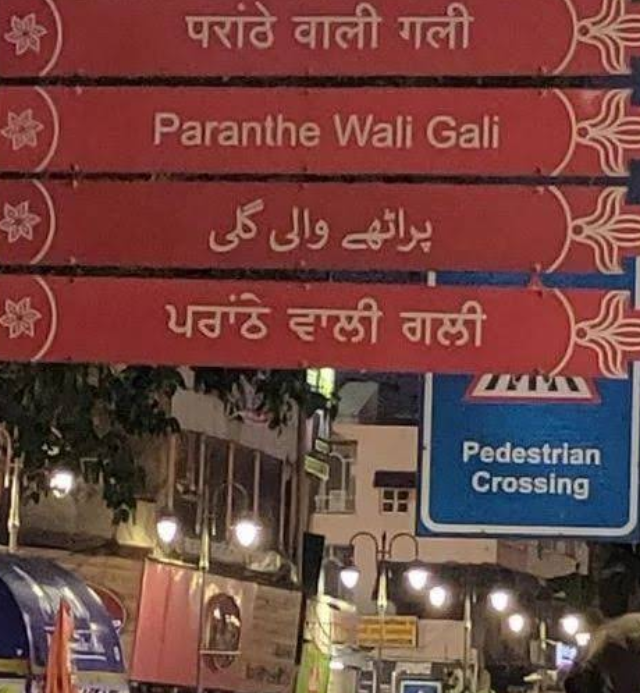 परांठे वाली गली
Paranthe Wali Gali
پراٹھے والی گلی
ਪਰਾਂਠੇ ਵਾਲੀ ਗਲੀ
Pedestrian
Crossing